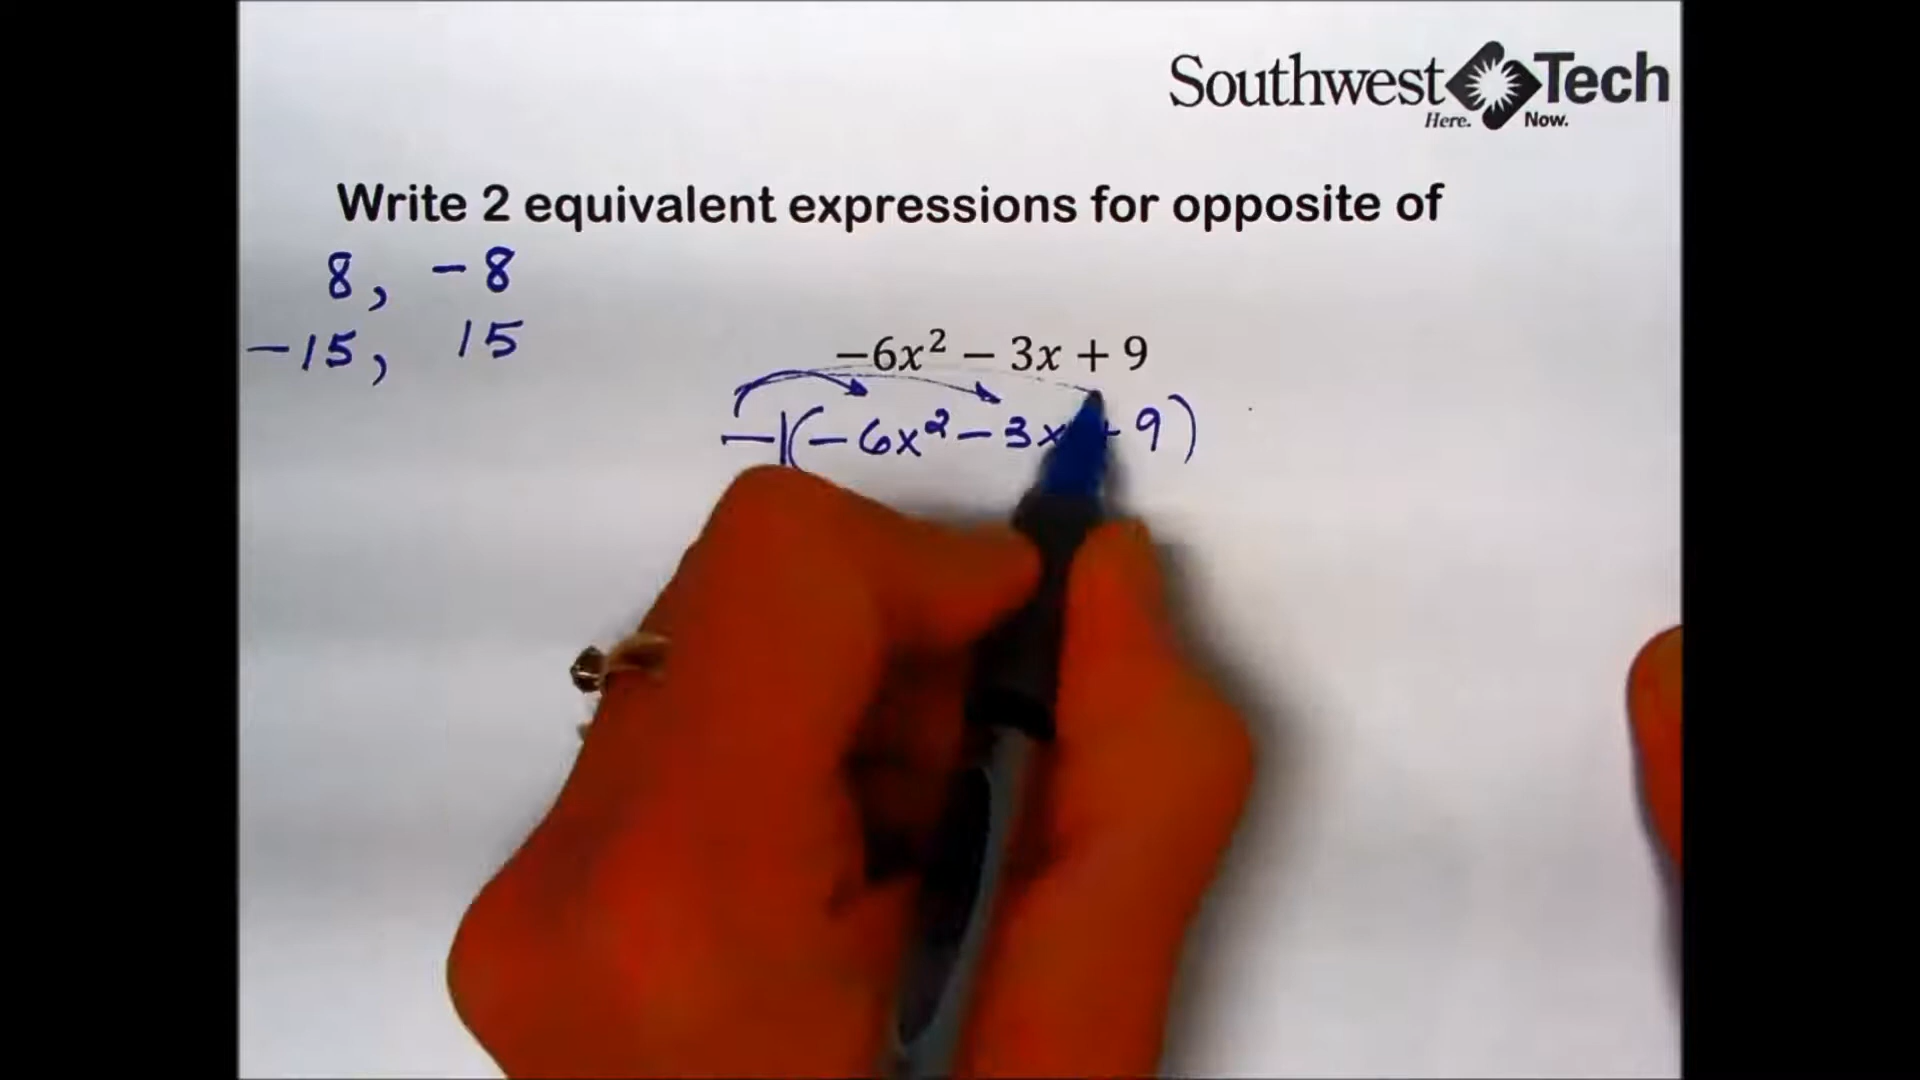 Southwest Tech
Here. Now.
Write 2 equivalent expressions for opposite of
8, -8
-15, 15
−6x² − 3x + 9
-1(-6x² - 3x + 9)